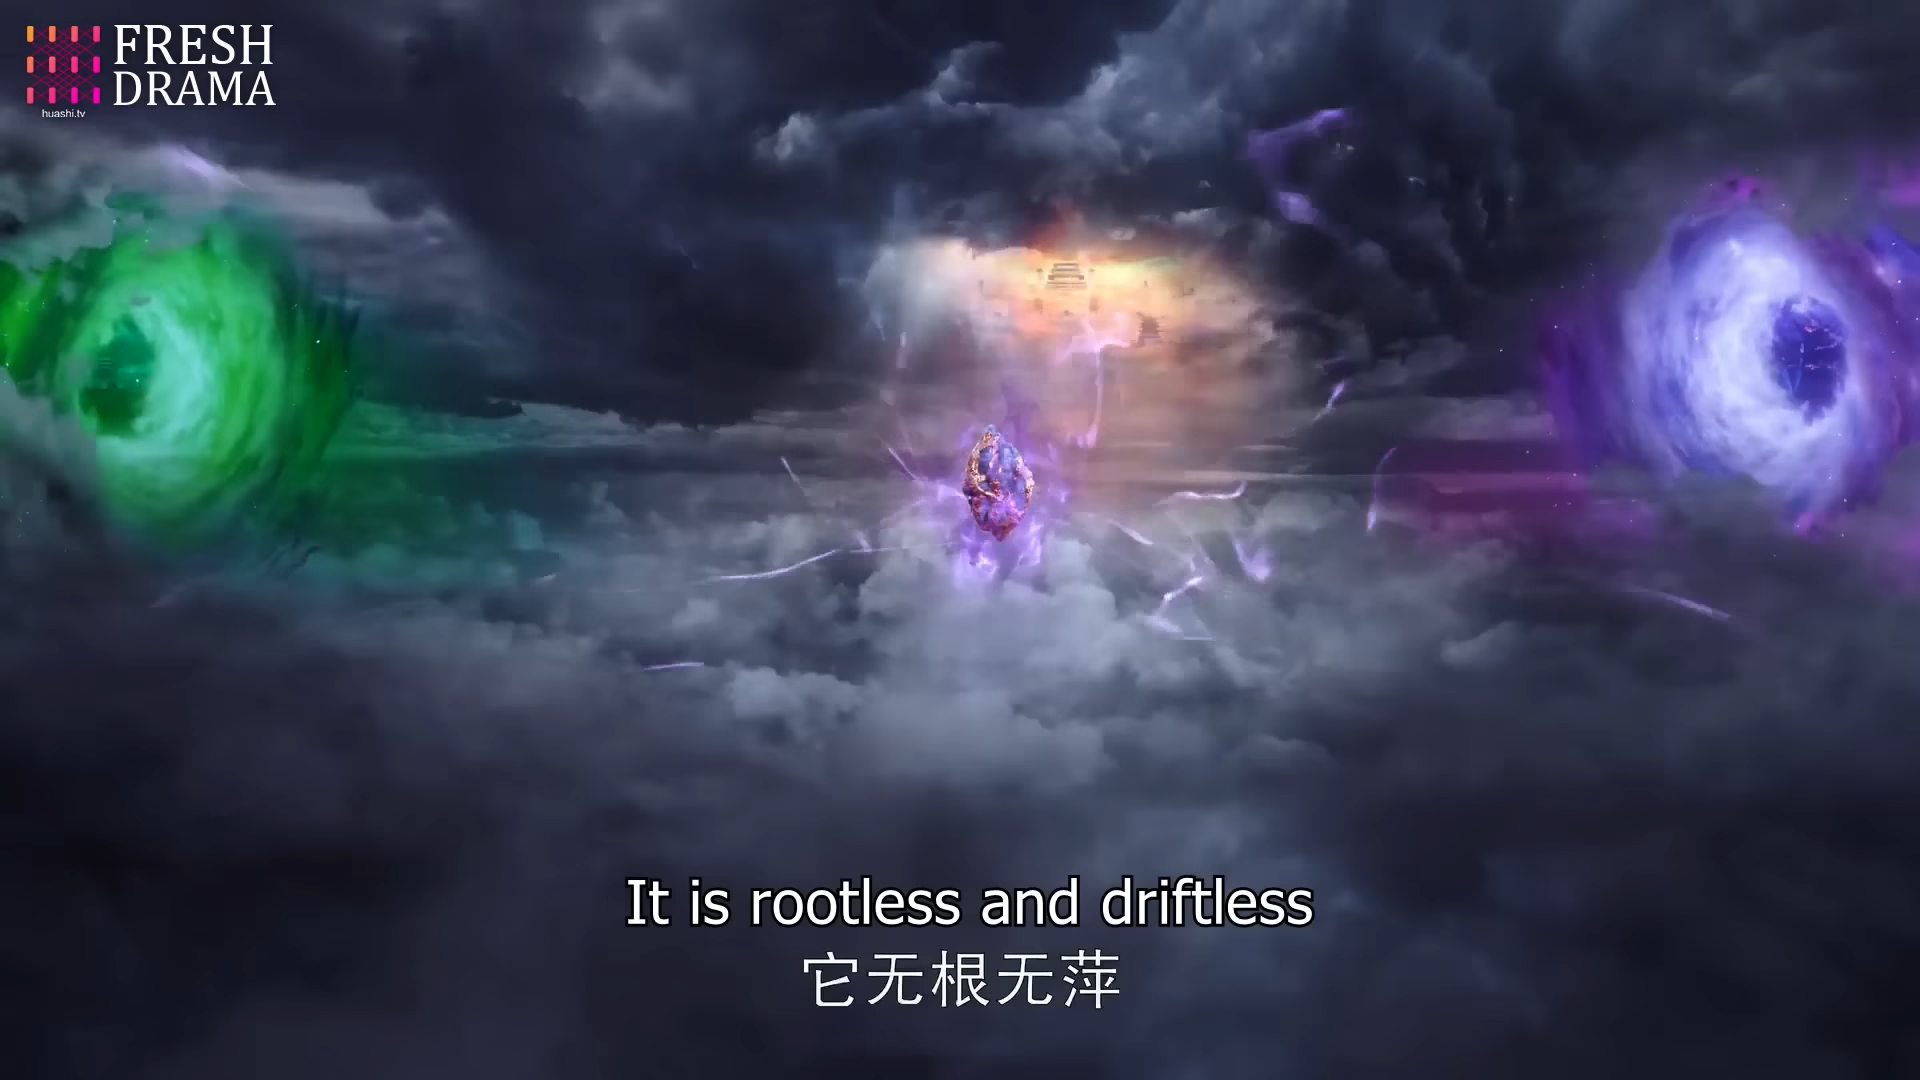 FRESH
DRAMA
huashi.tv
It is rootless and driftless
它无根无萍